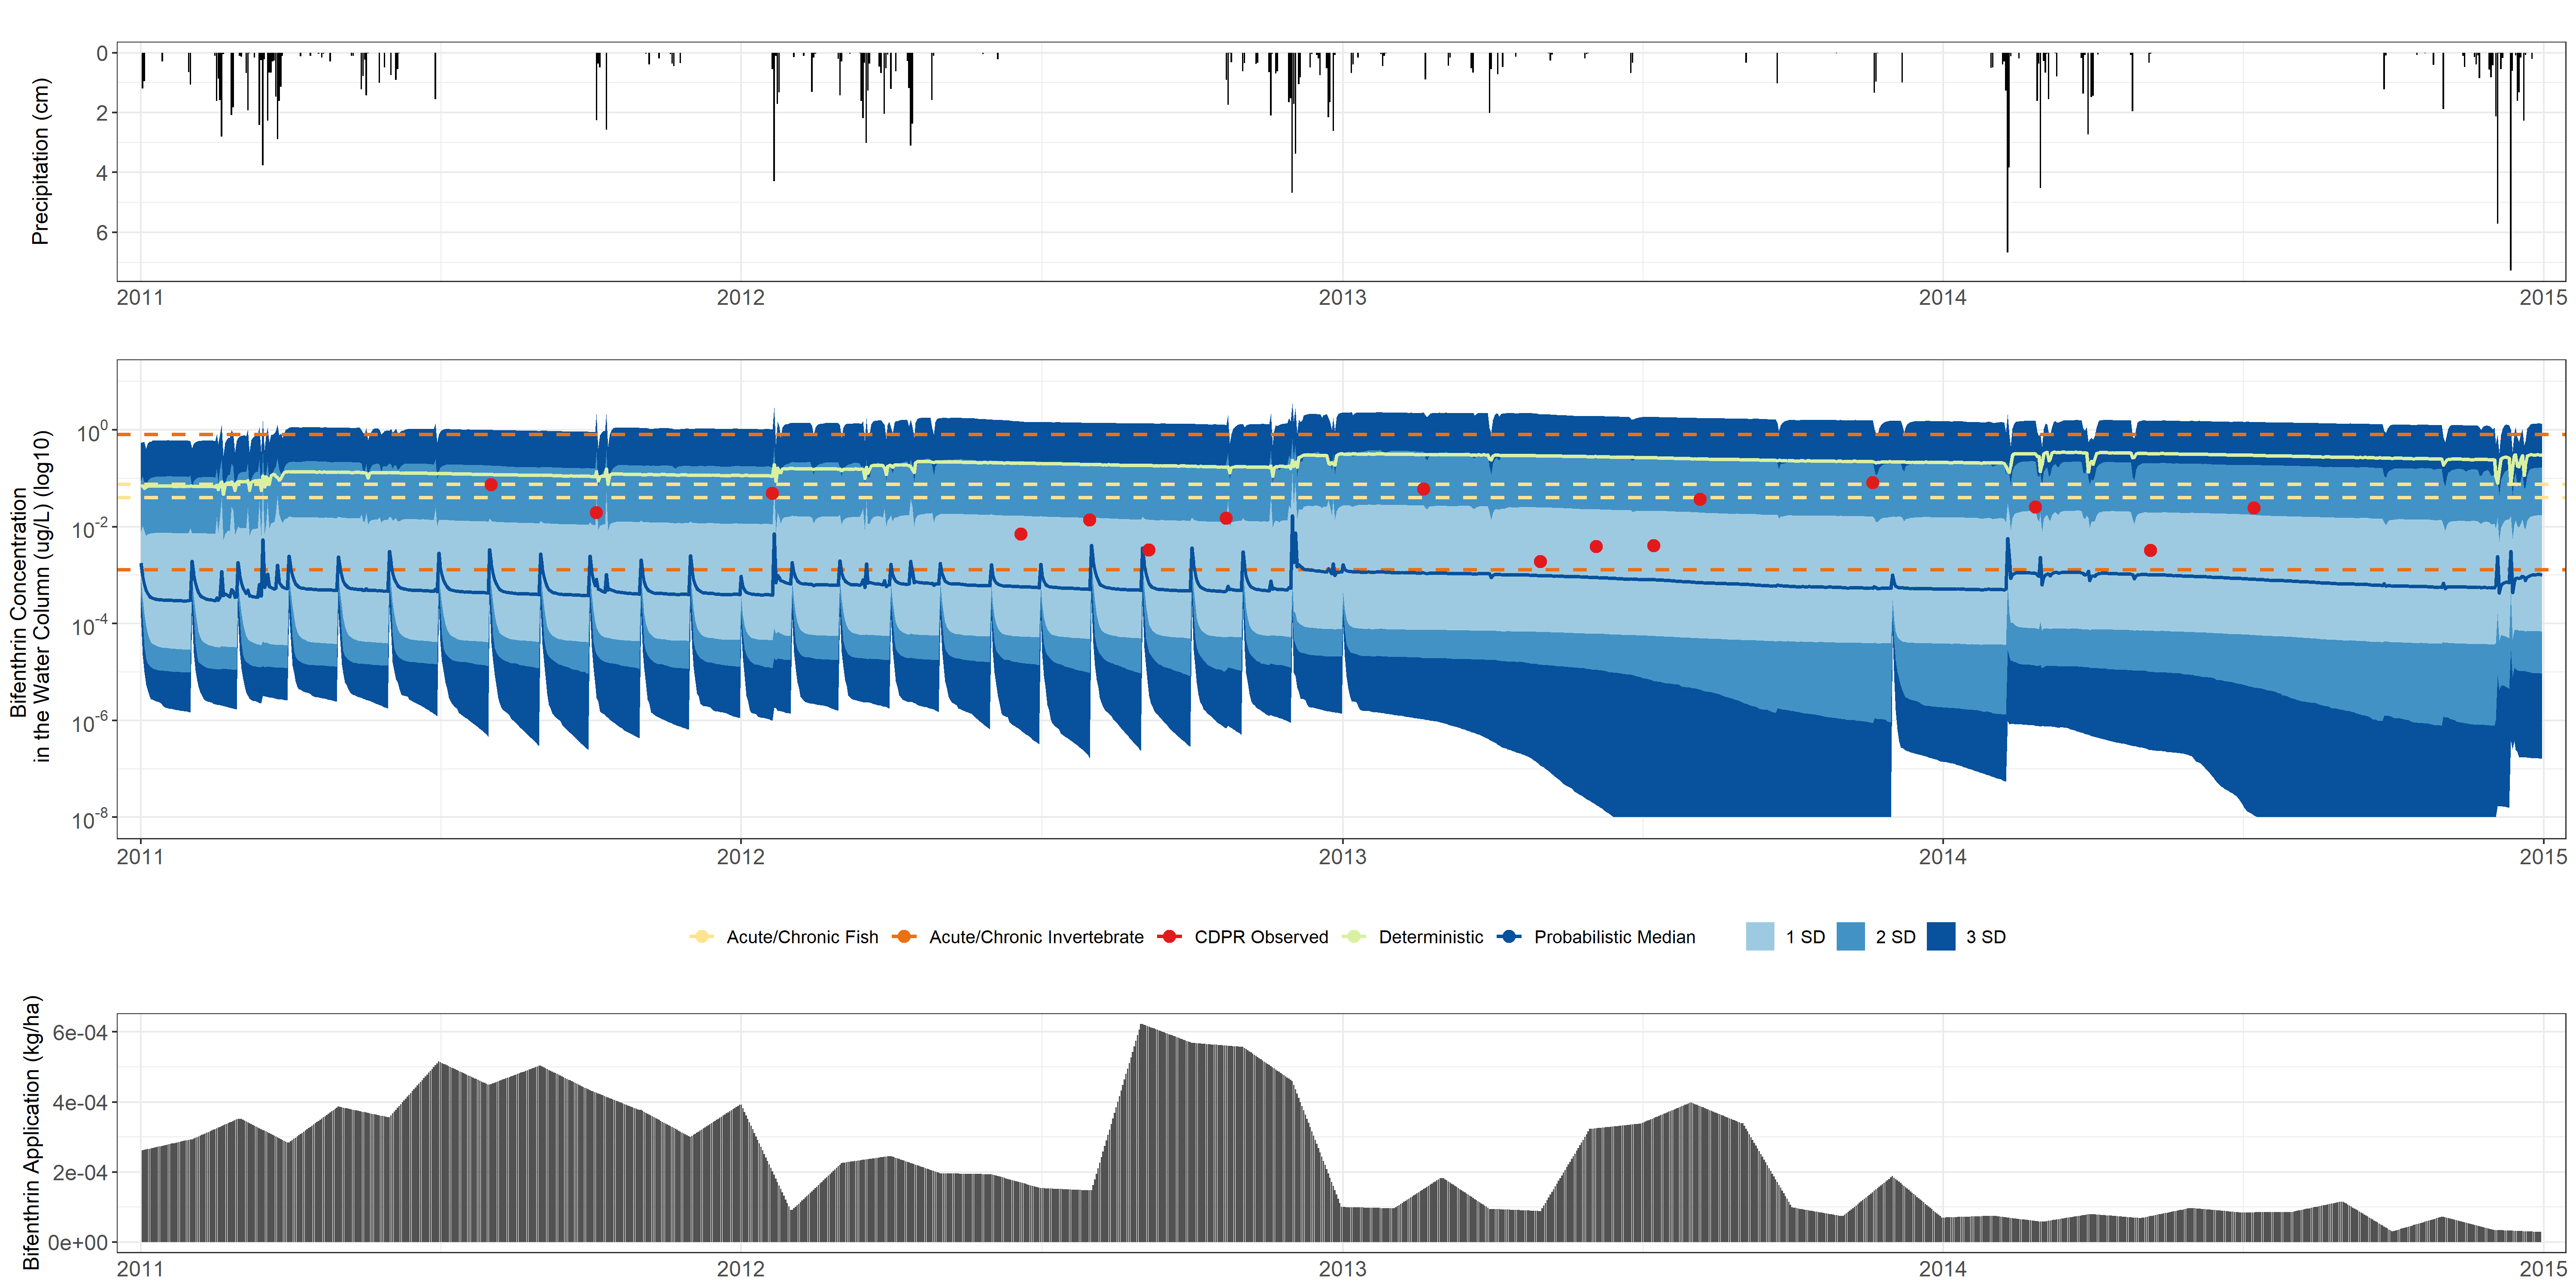 Precipitation (cm)
0
2
4
6
2011
2012
2013
2014
2015
Bifenthrin Concentration
in the Water Column (ug/L) (log10)
10^0
10^-2
10^-4
10^-6
10^-8
2011
2012
2013
2014
2015
Acute/Chronic Fish
Acute/Chronic Invertebrate
CDPR Observed
Deterministic
Probabilistic Median
1 SD
2 SD
3 SD
Bifenthrin Application (kg/ha)
6e-04
4e-04
2e-04
0e+00
2011
2012
2013
2014
2015